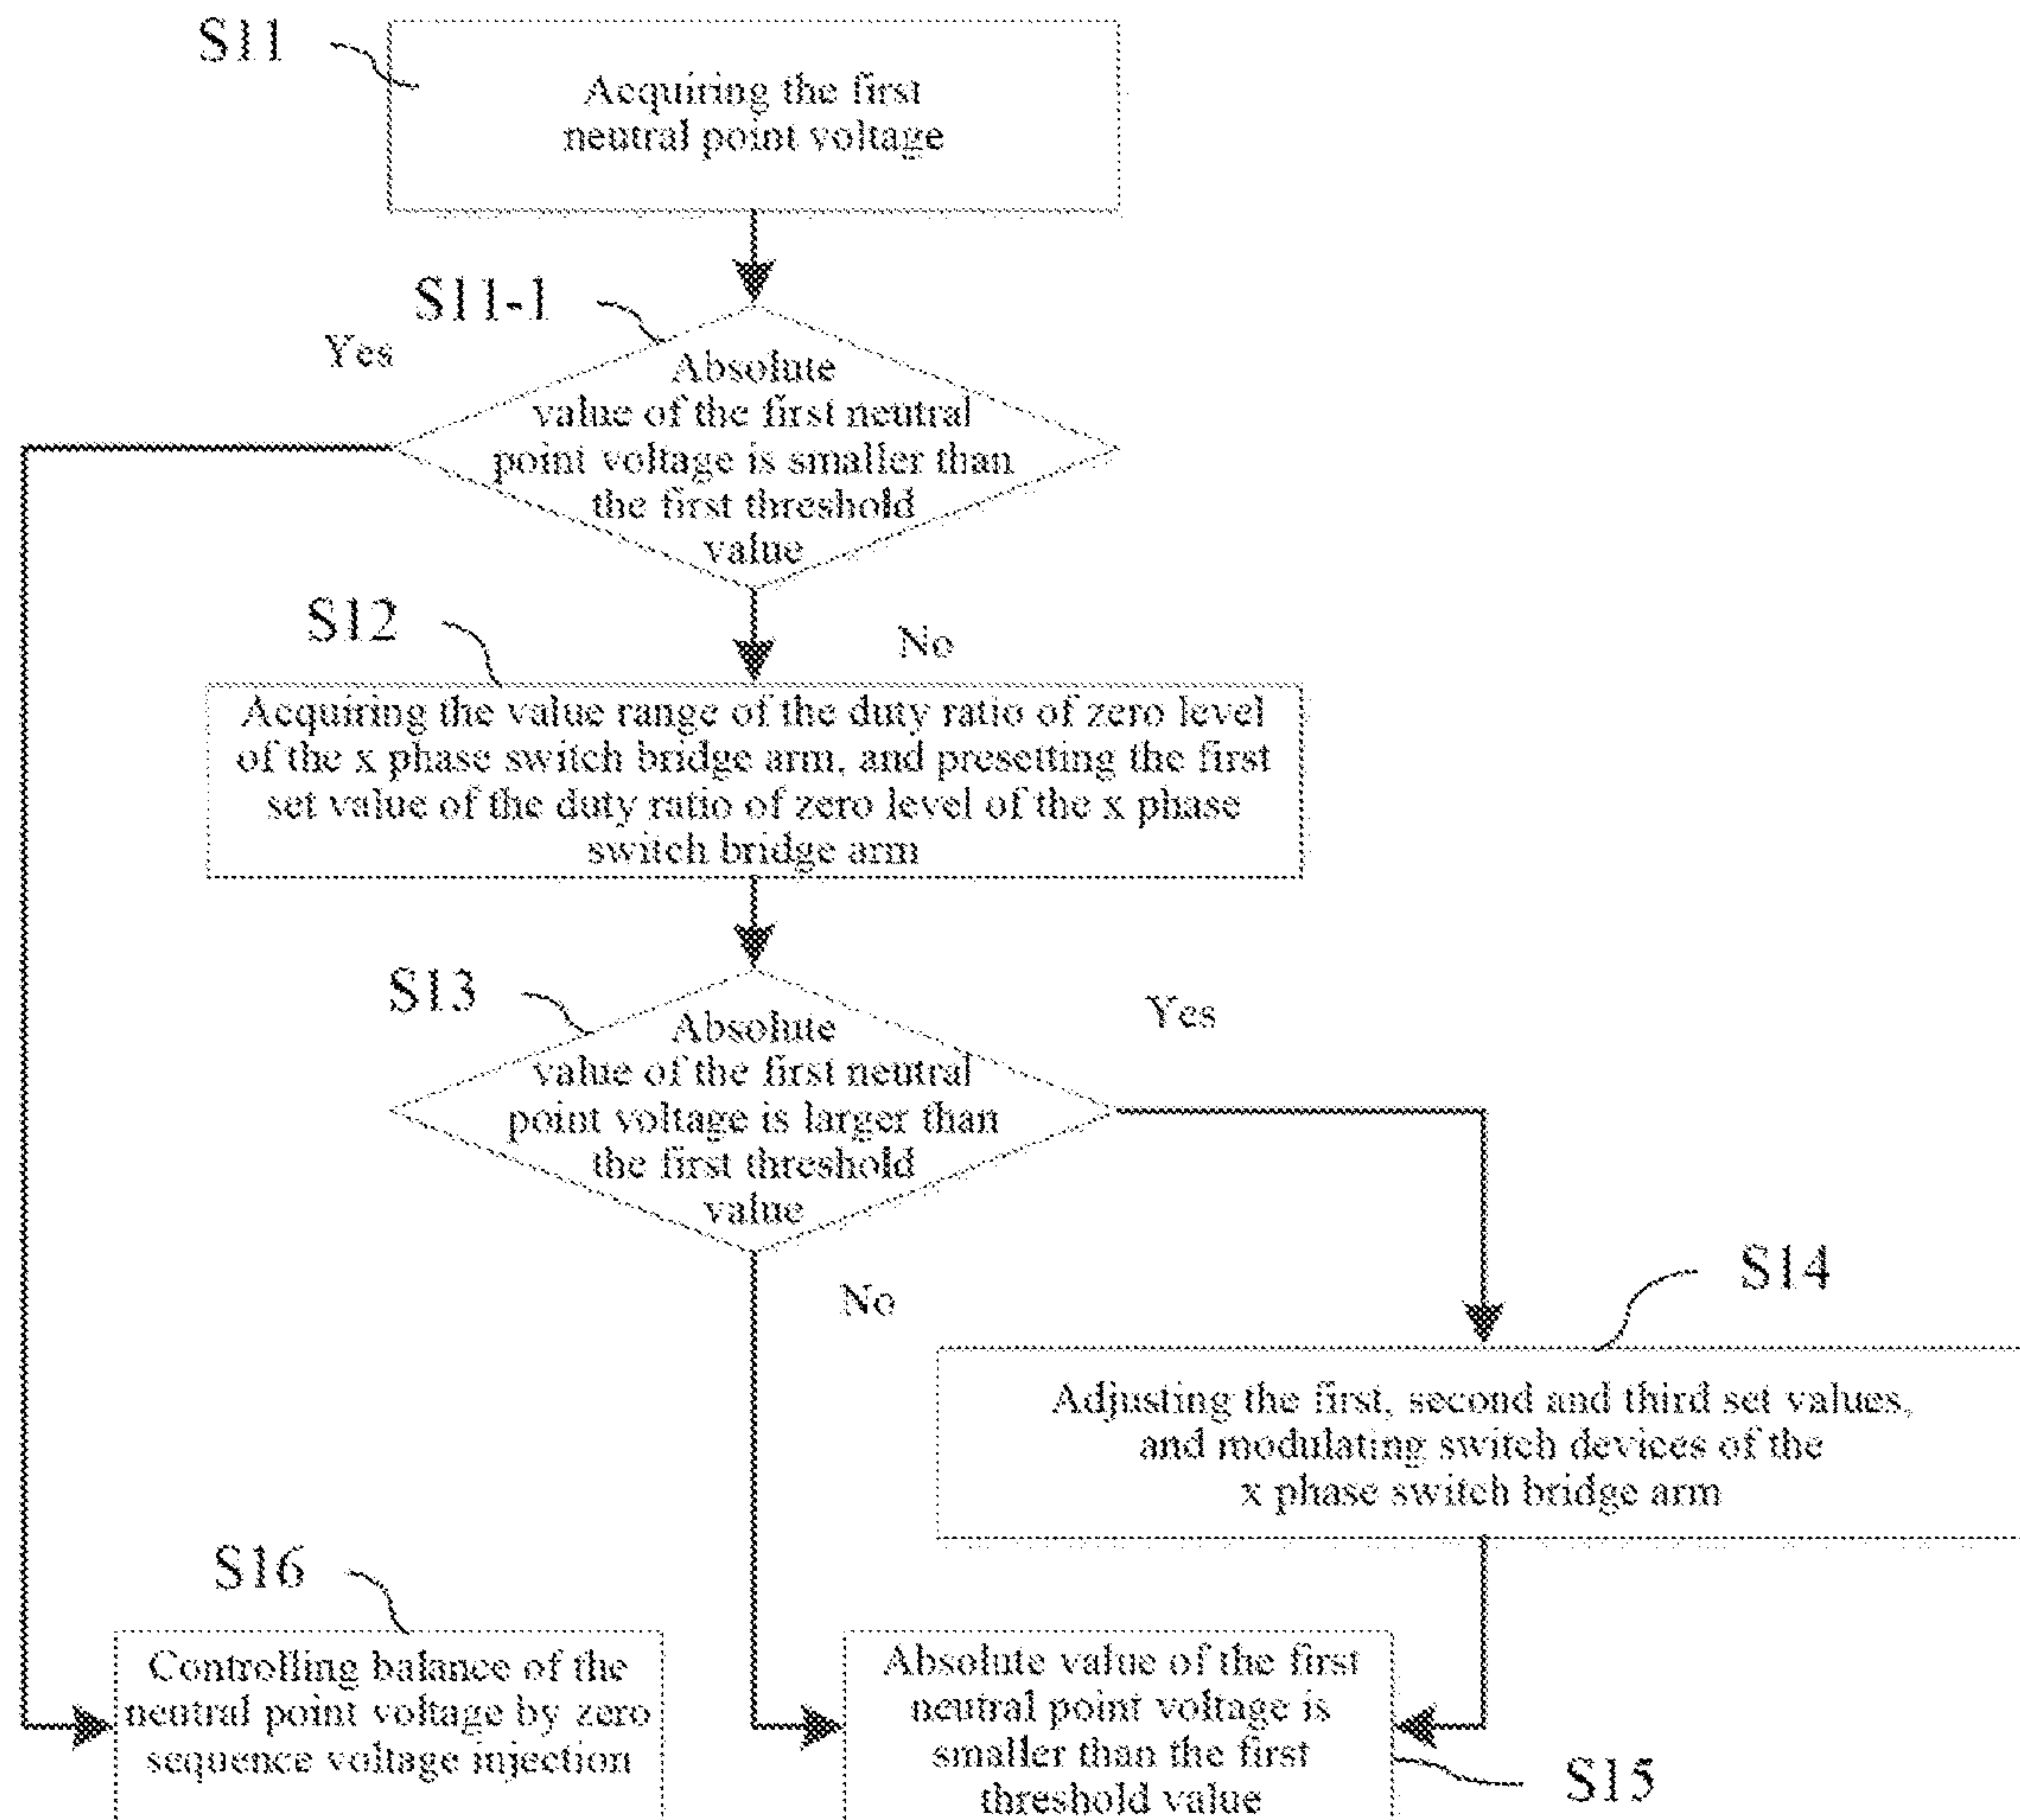 S11
Acquiring the first
neutral point voltage
S11-1
Yes
Absolute
value of the first neutral
point voltage is smaller than
the first threshold
value
S12
No
Acquiring the value range of the duty ratio of zero level
of the x phase switch bridge arm, and presetting the first
set value of the duty ratio of zero level of the x phase
switch bridge arm
S13
Yes
Absolute
value of the first neutral
point voltage is larger than
the first threshold
value
No
S14
Adjusting the first, second and third set values,
and modulating switch devices of the
x phase switch bridge arm
S16
Controlling balance of the
neutral point voltage by zero
sequence voltage injection
Absolute value of the first
neutral point voltage is
smaller than the first
threshold value
S15